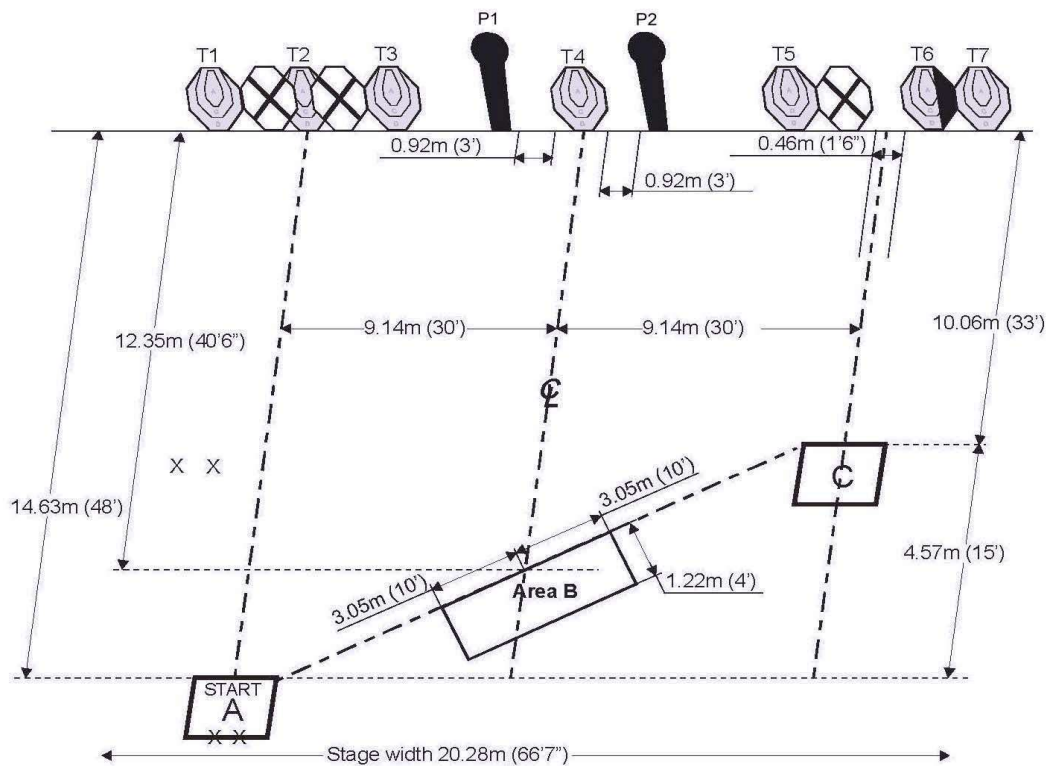 P1 P2
T1 T2 T3 T4 T5 T6 T7
0.92m (3') 0.46m (1'6")
0.92m (3')
9.14m (30') 9.14m (30') 10.06m (33')
12.35m (40'6")
℄
X X
C
14.63m (48')
3.05m (10')
4.57m (15')
3.05m (10') Area B 1.22m (4')
START
A
X X
Stage width 20.28m (66'7")